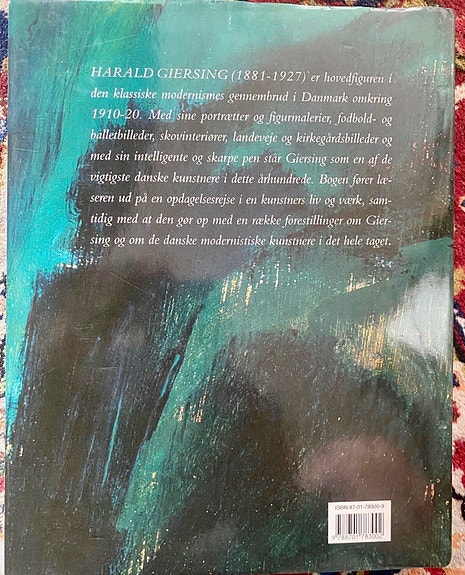 HARALD GIERSING (1881-1927) er hovedfiguren i
den klassiske modernismes gennembrud i Danmark omkring
1910-20. Med sine portrætter og figurmalerier, fodbold- og
balletbilleder, skovinteriører, landeveje og kirkegårdsbilleder og
med sin intelligente og skarpe pen står Giersing som en af de
vigtigste danske kunstnere i dette århundrede. Bogen fører læ-
seren ud på en opdagelsesrejse i en kunstners liv og værk, sam-
tidig med at den gør op med en række forestillinger om Gier-
sing og om de danske modernistiske kunstnere i det hele taget.
ISBN 87-01-78300-9
9 788701 783002